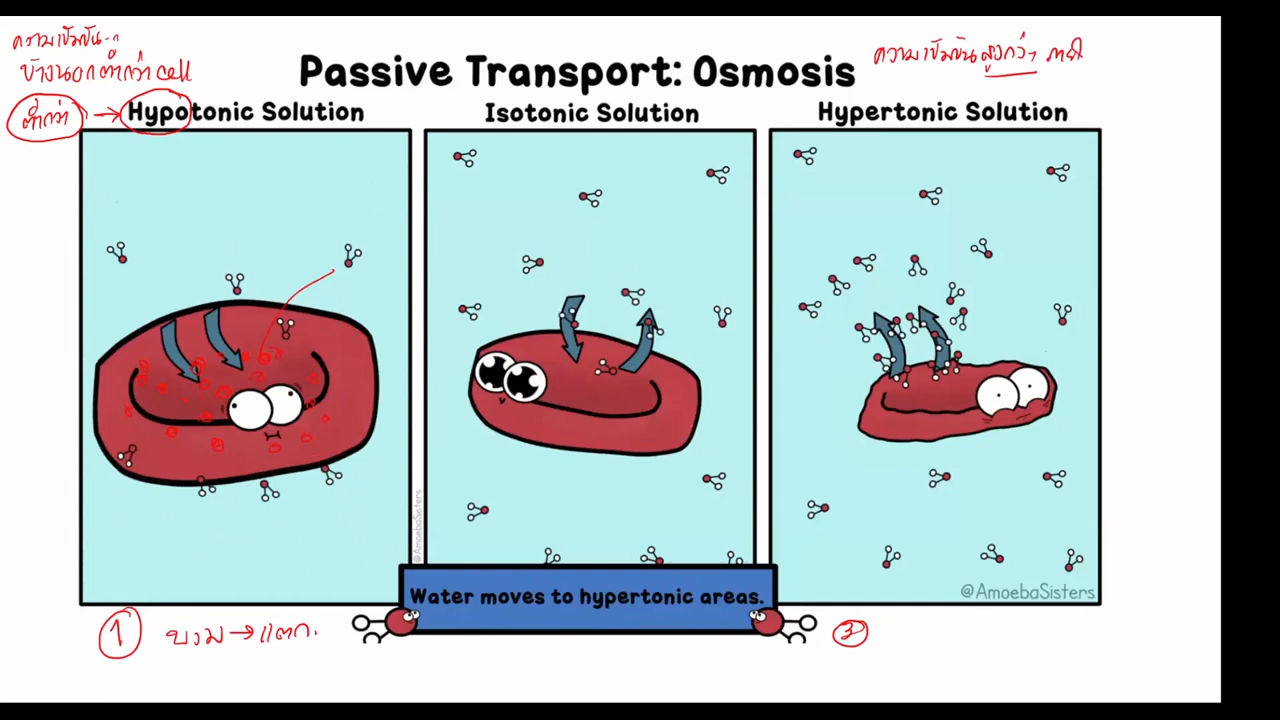 ความเข้มข้น
ข้างนอกต่ำกว่า cell
ต่ำกว่า →
ความเข้มข้นสูงกว่า ภายใ
Passive Transport: Osmosis
Hypotonic Solution
Isotonic Solution
Hypertonic Solution
@AmoebaSisters
@AmoebaSisters
Water moves to hypertonic areas.
1 บวม → แตก.